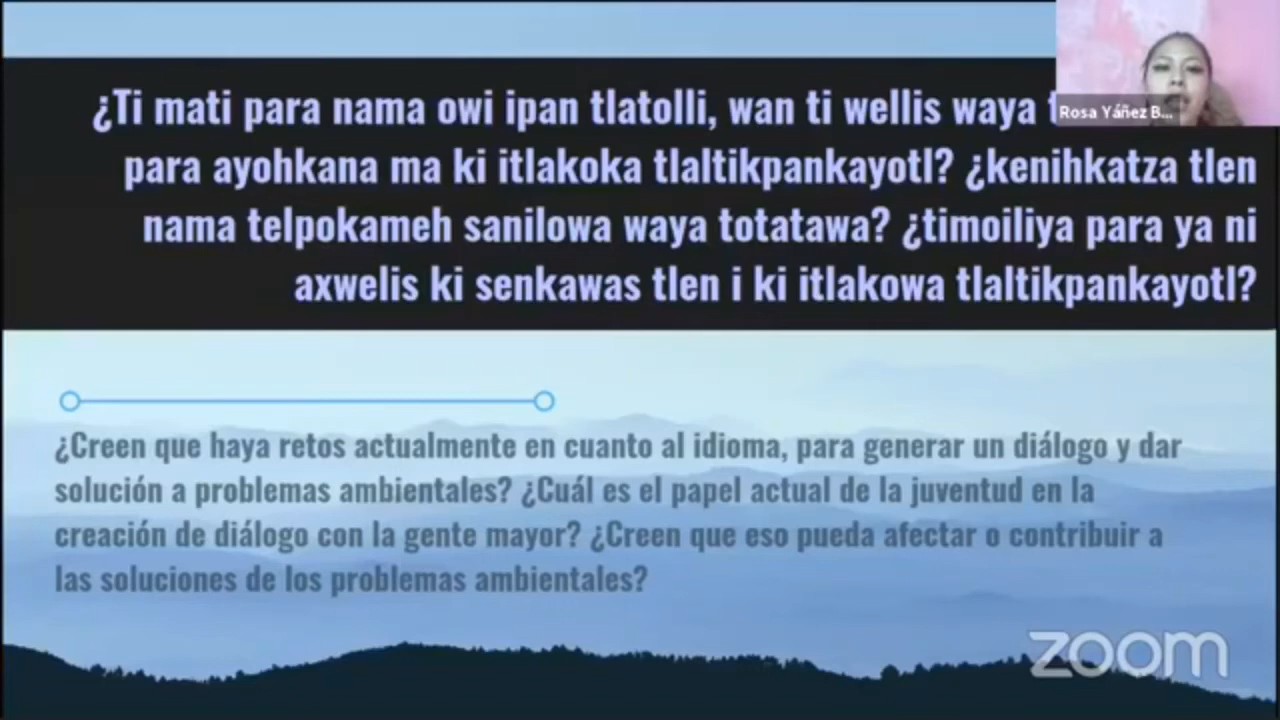 ¿Ti mati para nama owi ipan tlatolli, wan ti wellis waya
para ayohkana ma ki itlakoka tlaltikpankayotl? ¿kenihkatza tlen
nama telpokameh sanilowa waya totatawa? ¿timoiliya para ya ni
axwelis ki senkawas tlen i ki itlakowa tlaltikpankayotl?
Rosa Yáñez B...
¿Creen que haya retos actualmente en cuanto al idioma, para generar un diálogo y dar
solución a problemas ambientales? ¿Cuál es el papel actual de la juventud en la
creación de diálogo con la gente mayor? ¿Creen que eso pueda afectar o contribuir a
las soluciones de los problemas ambientales?
zoom